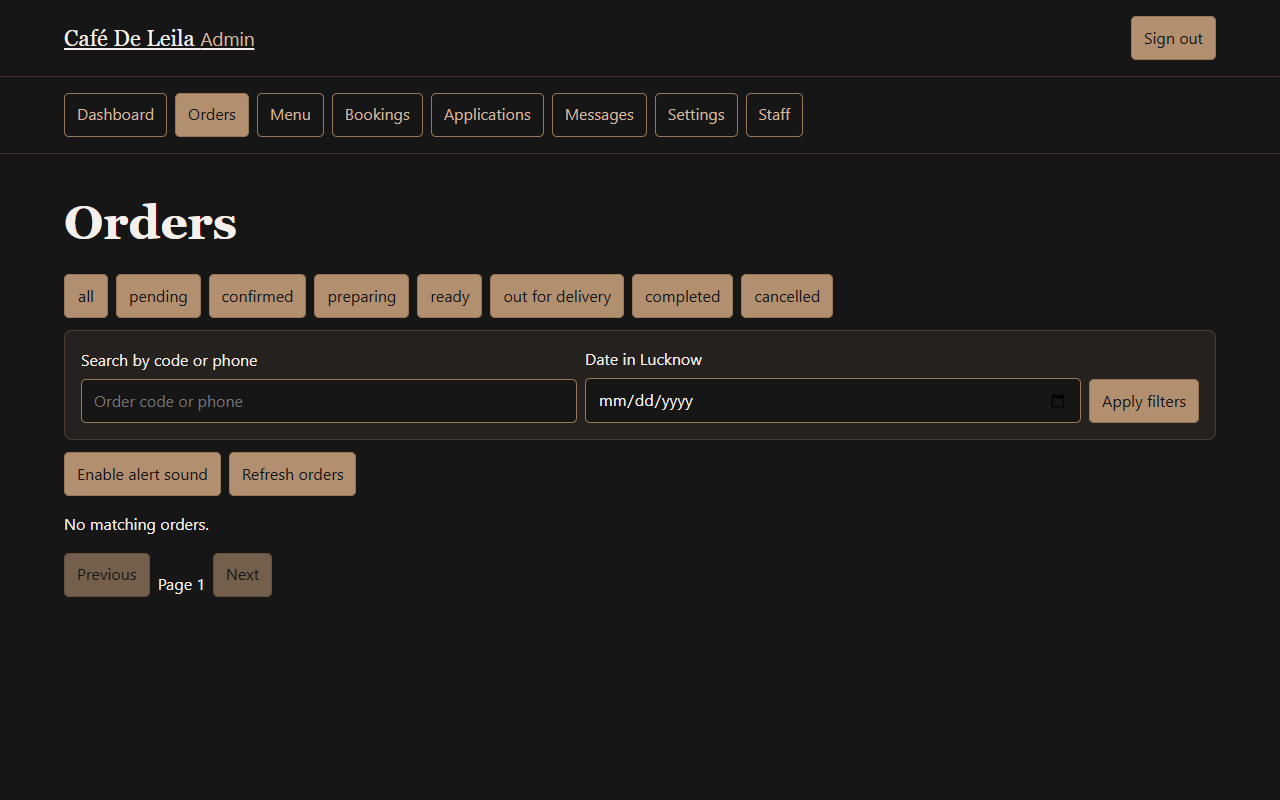 Café De Leila Admin
Sign out
Dashboard Orders Menu Bookings Applications Messages Settings Staff
Orders
all pending confirmed preparing ready out for delivery completed cancelled
Search by code or phone
Date in Lucknow
Order code or phone
mm/dd/yyyy
Apply filters
Enable alert sound Refresh orders
No matching orders.
Previous Page 1 Next